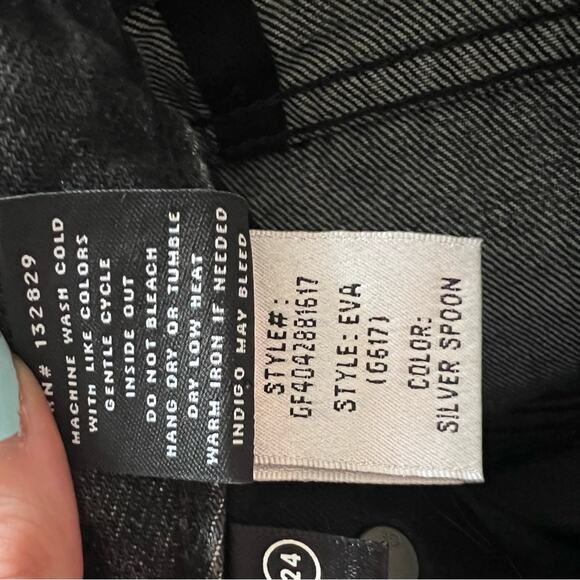 RN# 132829
MACHINE WASH COLD
WITH LIKE COLORS
GENTLE CYCLE
INSIDE OUT
DO NOT BLEACH
HANG DRY OR TUMBLE
DRY LOW HEAT
WARM IRON IF NEEDED
INDIGO MAY BLEED
STYLE#:
GF4042881617
STYLE: EVA
(G617)
COLOR:
SILVER SPOON
24